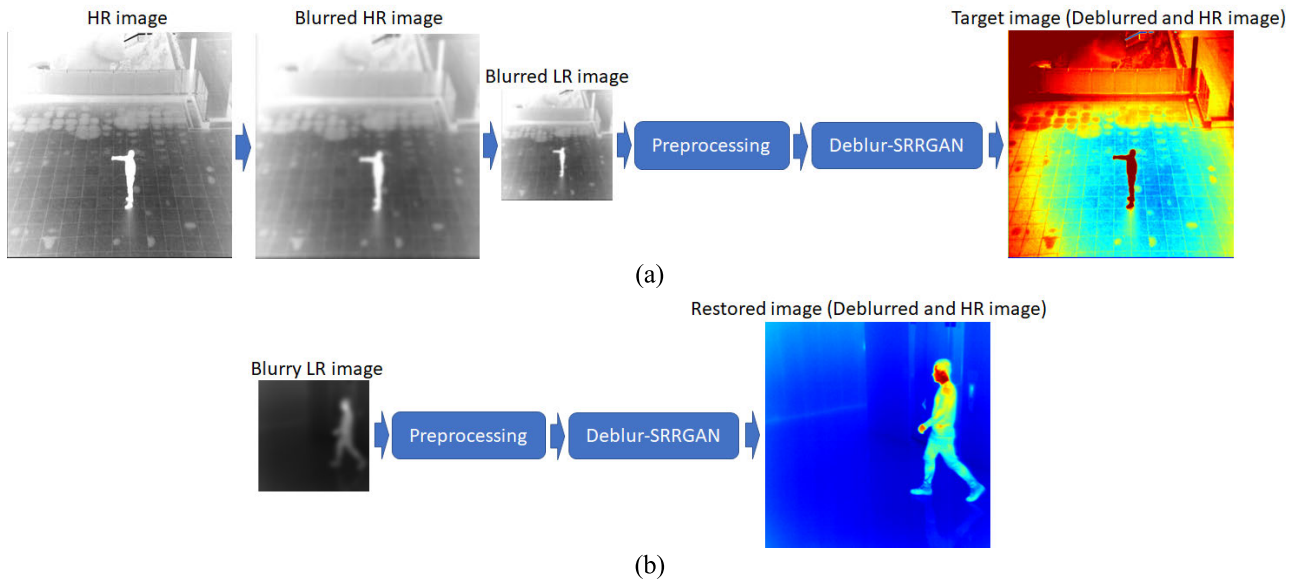 HR image
Blurred HR image
Blurred LR image
Preprocessing
Deblur-SRRGAN
Target image (Deblurred and HR image)
(a)
Restored image (Deblurred and HR image)
Blurry LR image
Preprocessing
Deblur-SRRGAN
(b)